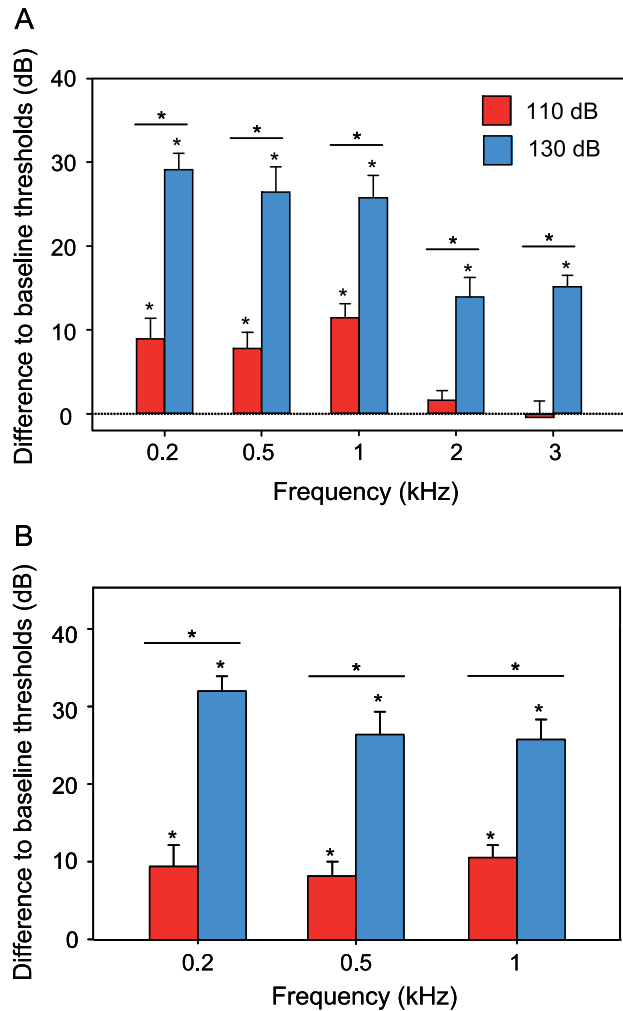 A
Difference to baseline thresholds (dB)
40
30
20
10
0
* * * * *
* * * * *
* * *
110 dB
130 dB
0.2 0.5 1 2 3
Frequency (kHz)
B
Difference to baseline thresholds (dB)
40
30
20
10
0
* * *
* * *
* * *
0.2 0.5 1
Frequency (kHz)